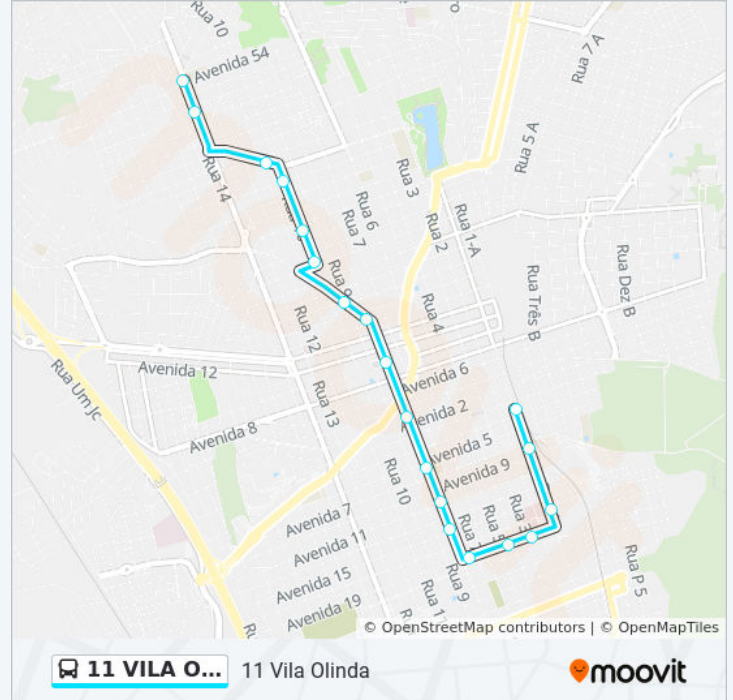 Rua 10
Avenida 54
Rua 7 A
Rua 5 A
Rua 14
Rua 3
Rua 6
Rua 7
Rua 1-A
Rua 2
Rua Dez B
Rua Três B
Rua 9
Rua 4
Rua 12
Avenida 12
Rua Um Jc
Avenida 6
Rua 13
Avenida 2
Avenida 8
Avenida 5
Avenida 9
Rua 10
Avenida 7
Avenida 11
Avenida 15
Avenida 19
Rua 9
Rua P 5
© OpenStreetMap contributors | © OpenMapTiles
11 VILA O...
11 Vila Olinda
moovit